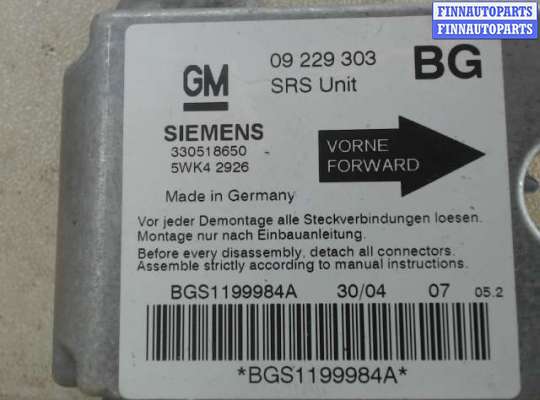 FINNAUTOPARTS
FINNAUTOPARTS
GM
09 229 303
BG
SRS Unit
SIEMENS
330518650
5WK4 2926
VORNE
FORWARD
Made in Germany
Vor jeder Demontage alle Steckverbindungen loesen.
Montage nur nach Einbauanleitung.
Before every disassembly, detach all connectors.
Assemble strictly according to manual instructions.
BGS1199984A 30/04 07 05.2
*BGS1199984A*